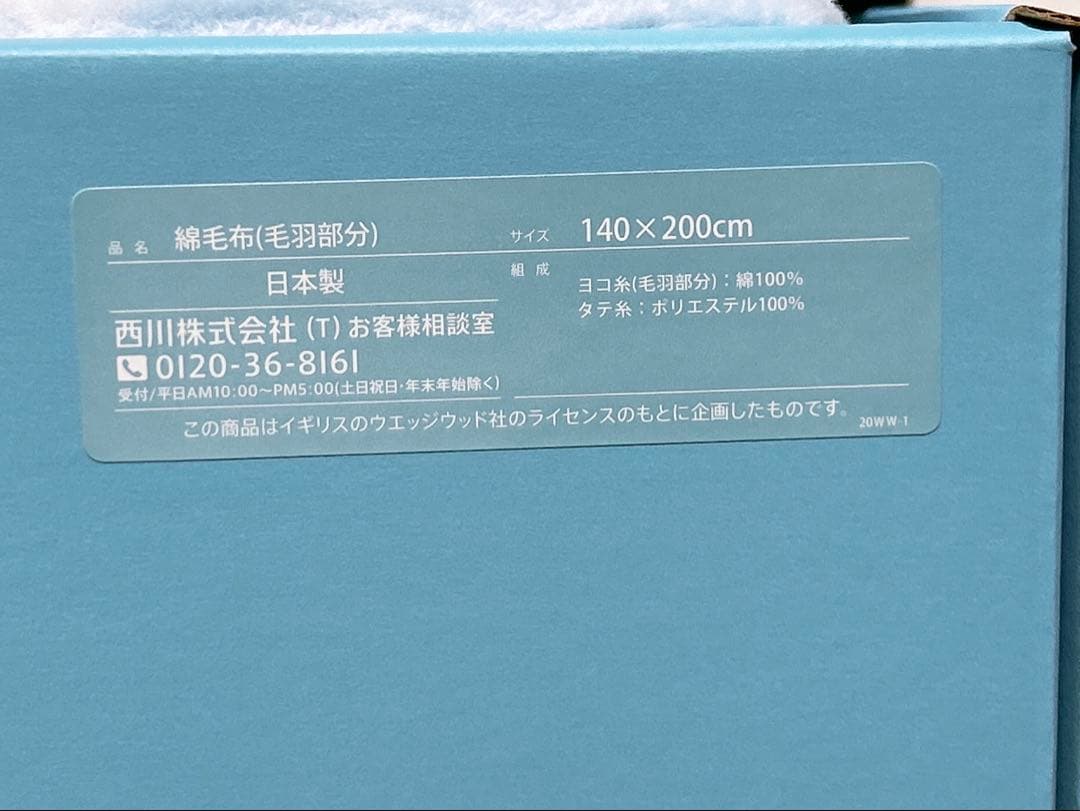 品名 綿毛布(毛羽部分)
サイズ 140×200cm
日本製
組成 ヨコ糸(毛羽部分):綿100%
タテ糸:ポリエステル100%
西川株式会社 (T) お客様相談室
0120-36-8161
受付/平日AM10:00〜PM5:00(土日祝日・年末年始除く)
この商品はイギリスのウエッジウッド社のライセンスのもとに企画したものです。
20WW-1